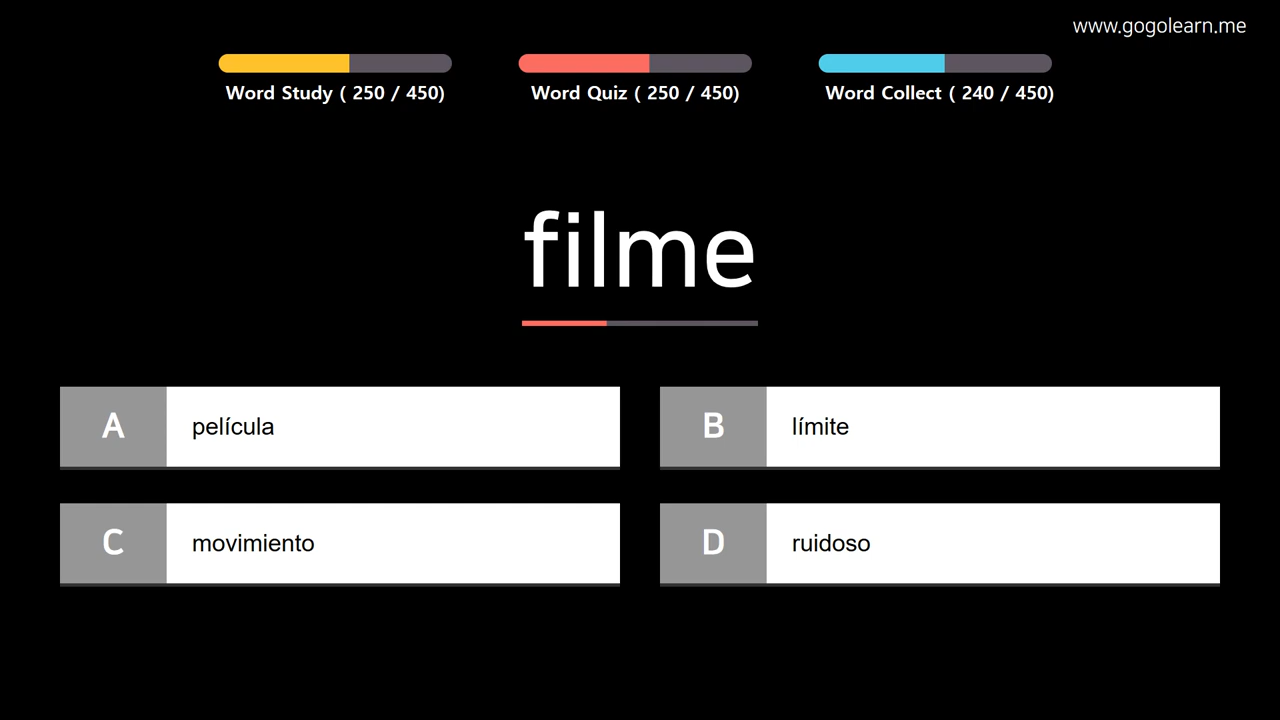 www.gogolearn.me
Word Study ( 250 / 450)
Word Quiz ( 250 / 450)
Word Collect ( 240 / 450)
filme
A película
B límite
C movimiento
D ruidoso